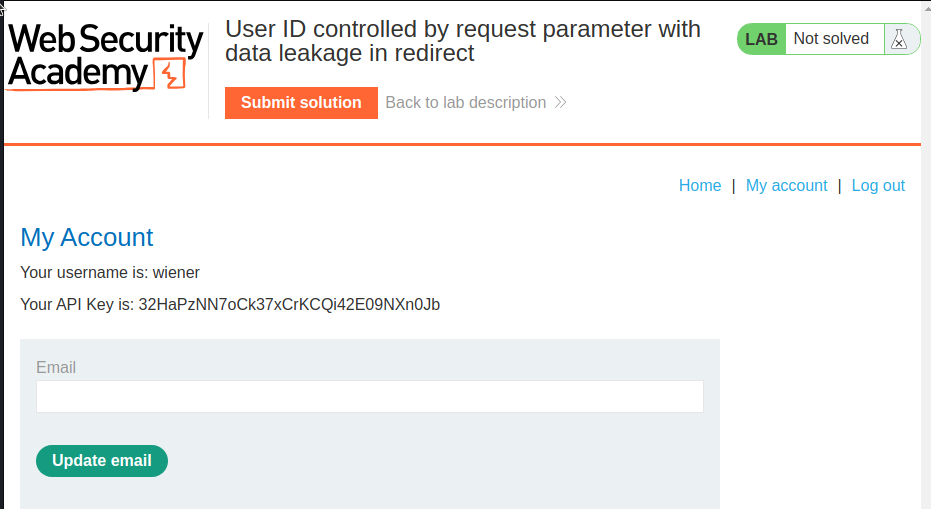 Web Security
Academy
User ID controlled by request parameter with
data leakage in redirect
LAB Not solved
Submit solution Back to lab description
Home | My account | Log out
My Account
Your username is: wiener
Your API Key is: 32HaPzNN7oCk37xCrKCQi42E09NXn0Jb
Email
Update email